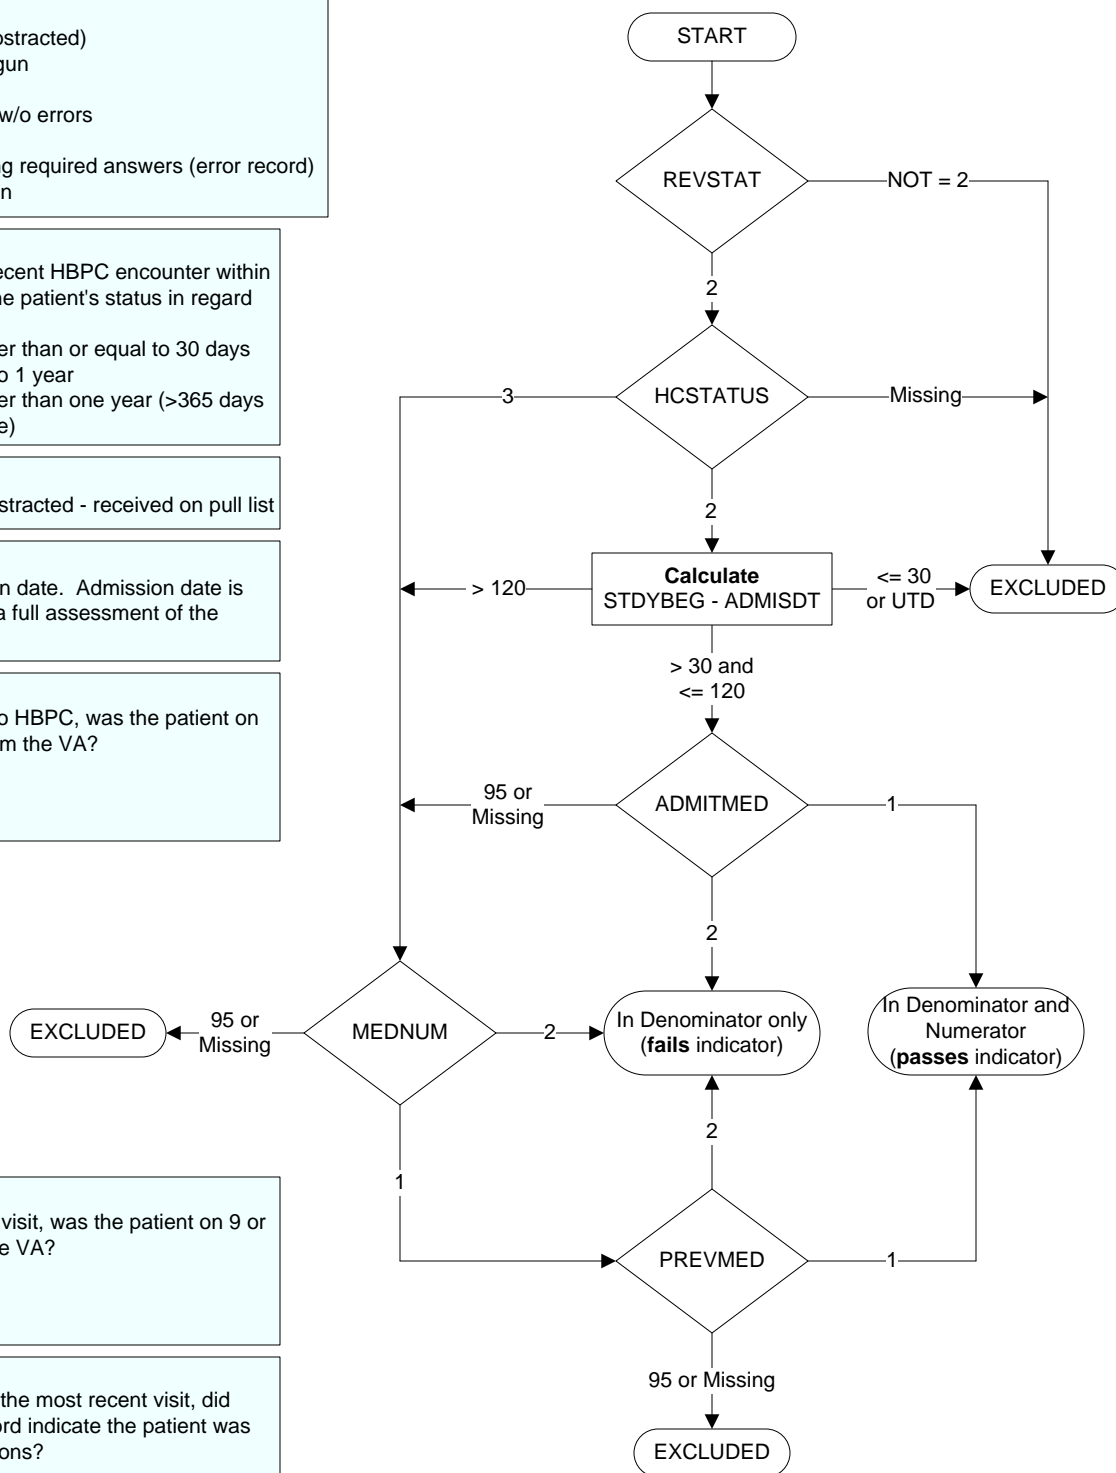 ostracted)
gun
w/o errors
ng required answers (error record)
n
ecent HBPC encounter within
he patient's status in regard
er than or equal to 30 days
o 1 year
er than one year (>365 days
e)
stracted - received on pull list
n date.  Admission date is
a full assessment of the
o HBPC, was the patient on
m the VA?
visit, was the patient on 9 or
e VA?
the most recent visit, did
ord indicate the patient was
ons?
START
REVSTAT
NOT = 2
2
HCSTATUS
3
Missing
2
Calculate
STDYBEG - ADMISDT
> 120
<= 30
or UTD
EXCLUDED
> 30 and
<= 120
ADMITMED
95 or
Missing
1
2
EXCLUDED
95 or
Missing
MEDNUM
2
In Denominator only
(fails indicator)
In Denominator and
Numerator
(passes indicator)
2
1
PREVMED
1
95 or Missing
EXCLUDED